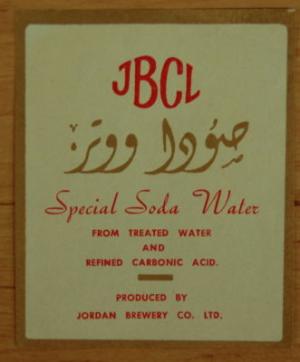 JBCL
صودا ووتر
Special Soda Water
FROM TREATED WATER
AND
REFINED CARBONIC ACID.
PRODUCED BY
JORDAN BREWERY CO. LTD.